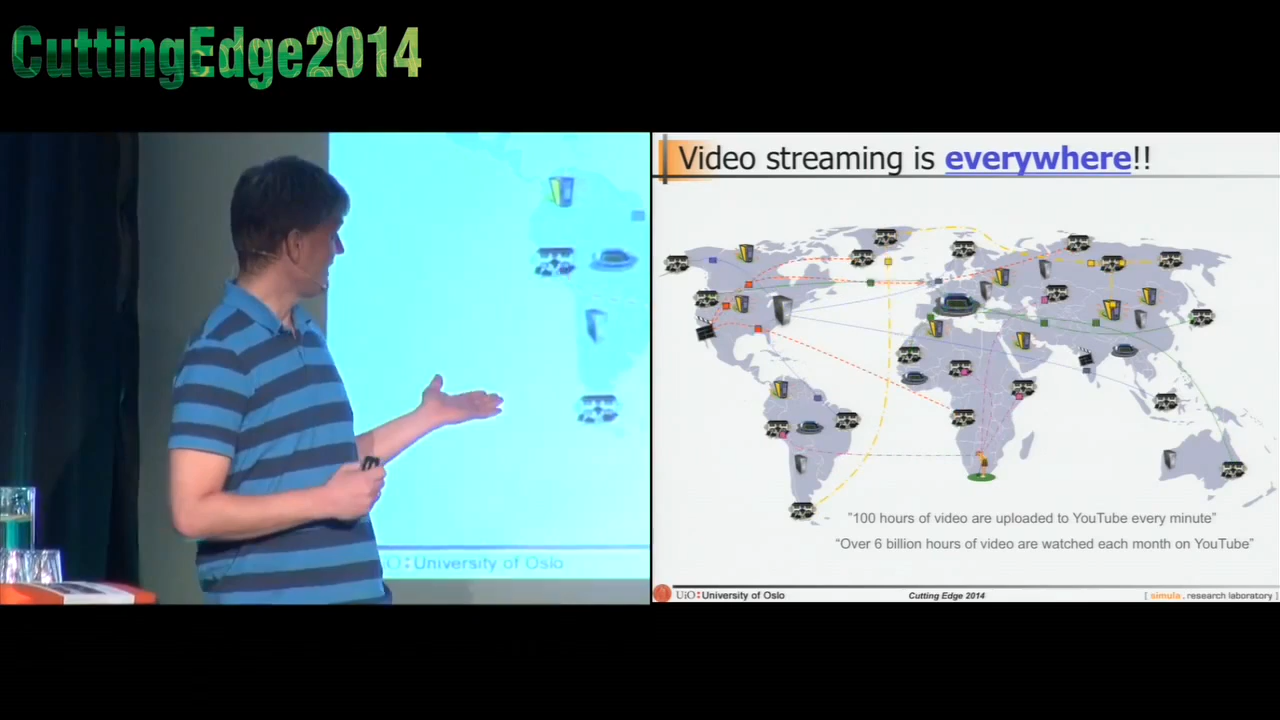 CuttingEdge2014
Video streaming is everywhere!!
"100 hours of video are uploaded to YouTube every minute"
"Over 6 billion hours of video are watched each month on YouTube"
O: University of Oslo
UiO: University of Oslo
Cutting Edge 2014
[ simula . research laboratory ]